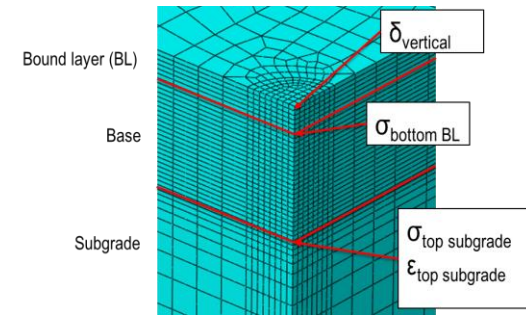 δvertical
Bound layer (BL)
Base
σbottom BL
Subgrade
σtop subgrade
εtop subgrade